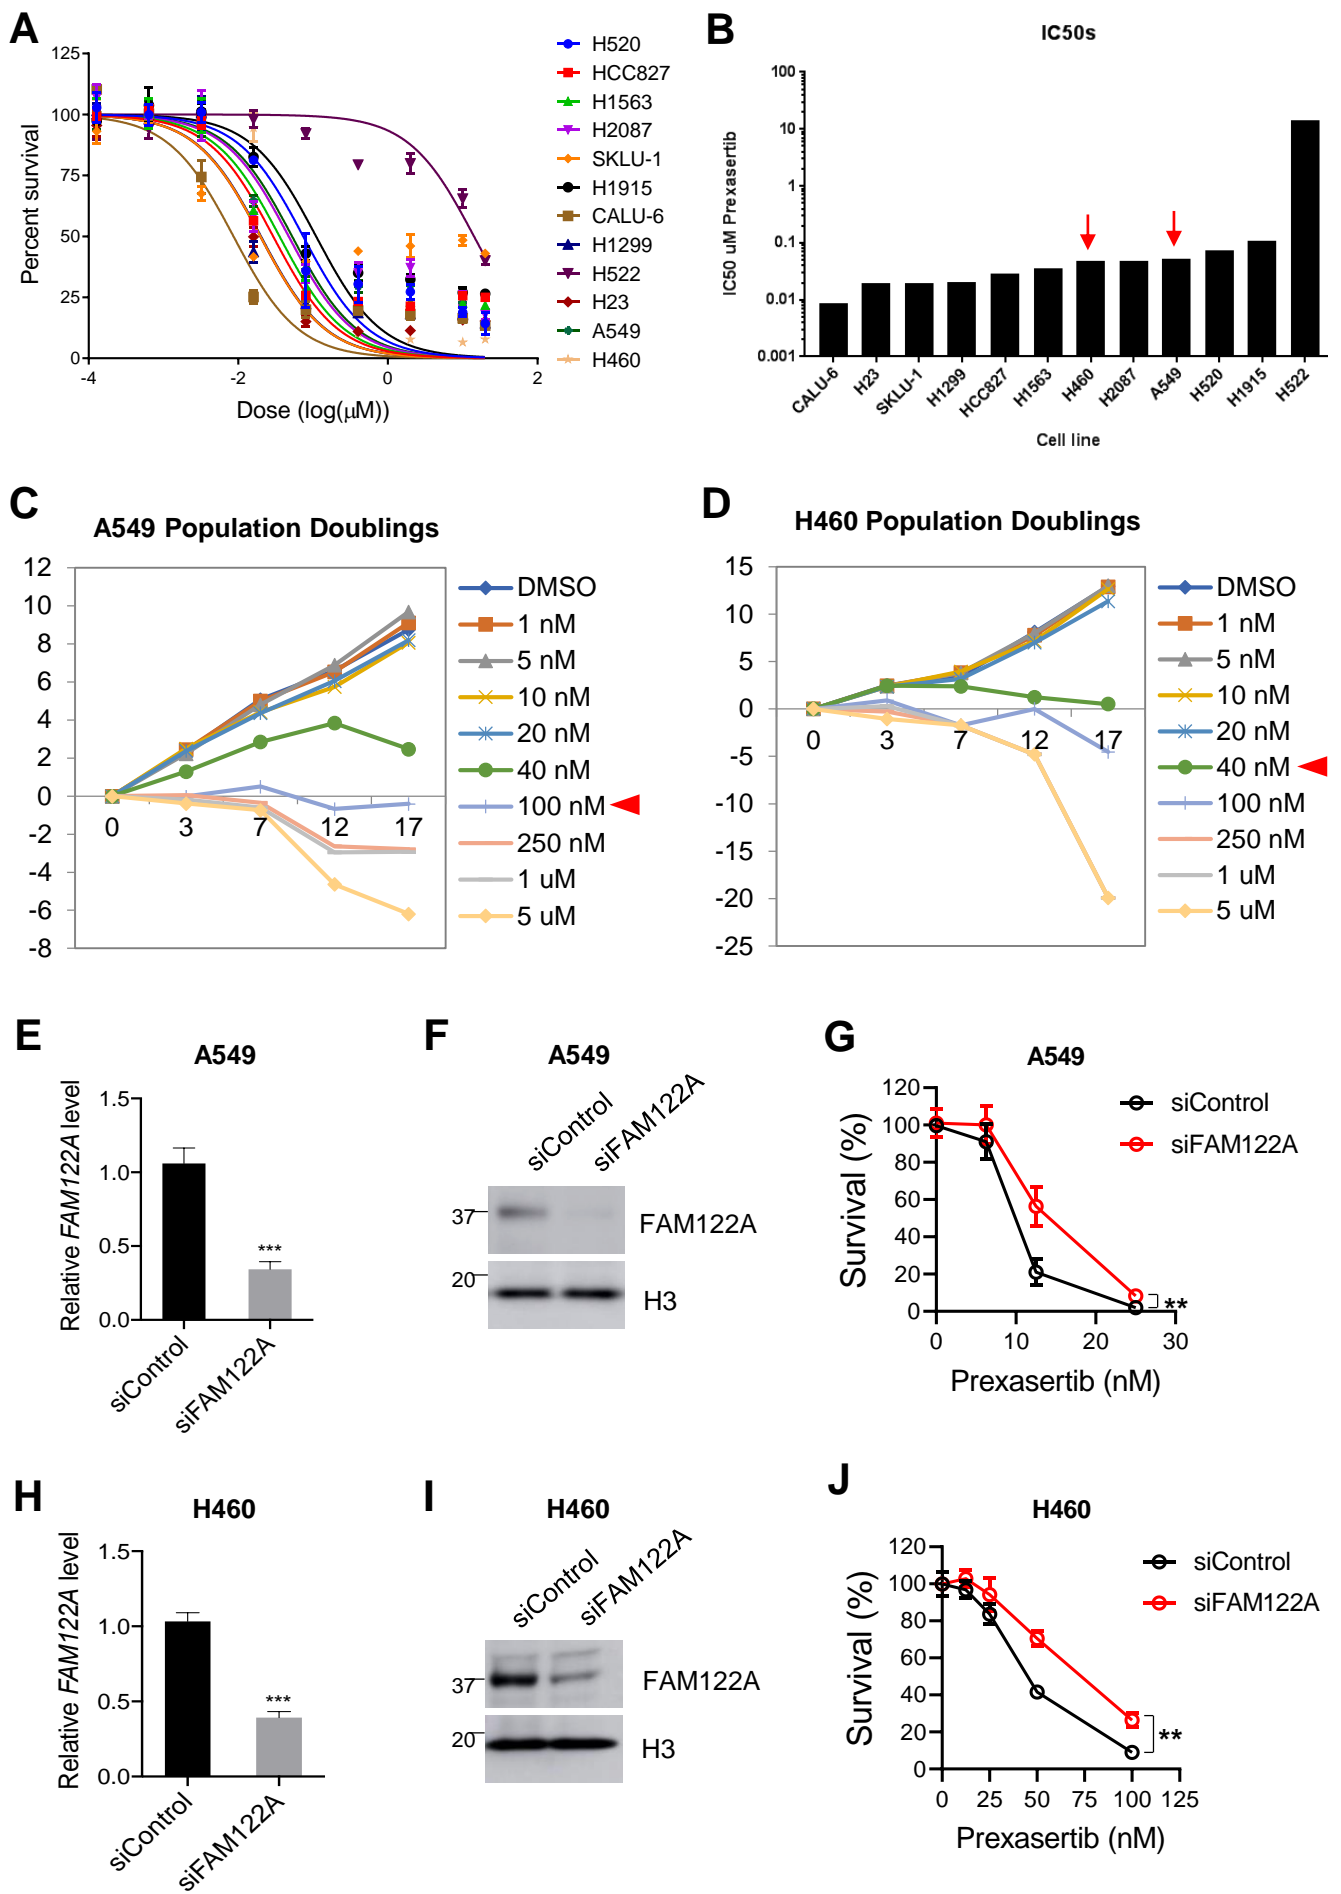 A
125
100
75
50
25
0
-4
-2
0
2
Percent survival
Dose (log(μM))
H520
HCC827
H1563
H2087
SKLU-1
H1915
CALU-6
H1299
H522
H23
A549
H460
B
IC50s
100
10
1
0.1
0.01
0.001
IC50 uM Prexasertib
CALU-6
H23
SKLU-1
H1299
HCC827
H1563
H460
H2087
A549
H520
H1915
H522
Cell line
C
A549 Population Doublings
12
10
8
6
4
2
0
-2
-4
-6
-8
0
3
7
12
17
DMSO
1 nM
5 nM
10 nM
20 nM
40 nM
100 nM
250 nM
1 uM
5 uM
D
H460 Population Doublings
15
10
5
0
-5
-10
-15
-20
-25
0
3
7
12
17
DMSO
1 nM
5 nM
10 nM
20 nM
40 nM
100 nM
250 nM
1 uM
5 uM
E
A549
Relative FAM122A level
1.5
1.0
0.5
0.0
***
siControl
siFAM122A
F
A549
siControl
siFAM122A
37
FAM122A
20
H3
G
A549
Survival (%)
120
100
80
60
40
20
0
0
10
20
30
Prexasertib (nM)
siControl
siFAM122A
**
H
H460
Relative FAM122A level
1.5
1.0
0.5
0.0
***
siControl
siFAM122A
I
H460
siControl
siFAM122A
37
FAM122A
20
H3
J
H460
Survival (%)
120
100
80
60
40
20
0
0
25
50
75
100
125
Prexasertib (nM)
siControl
siFAM122A
**